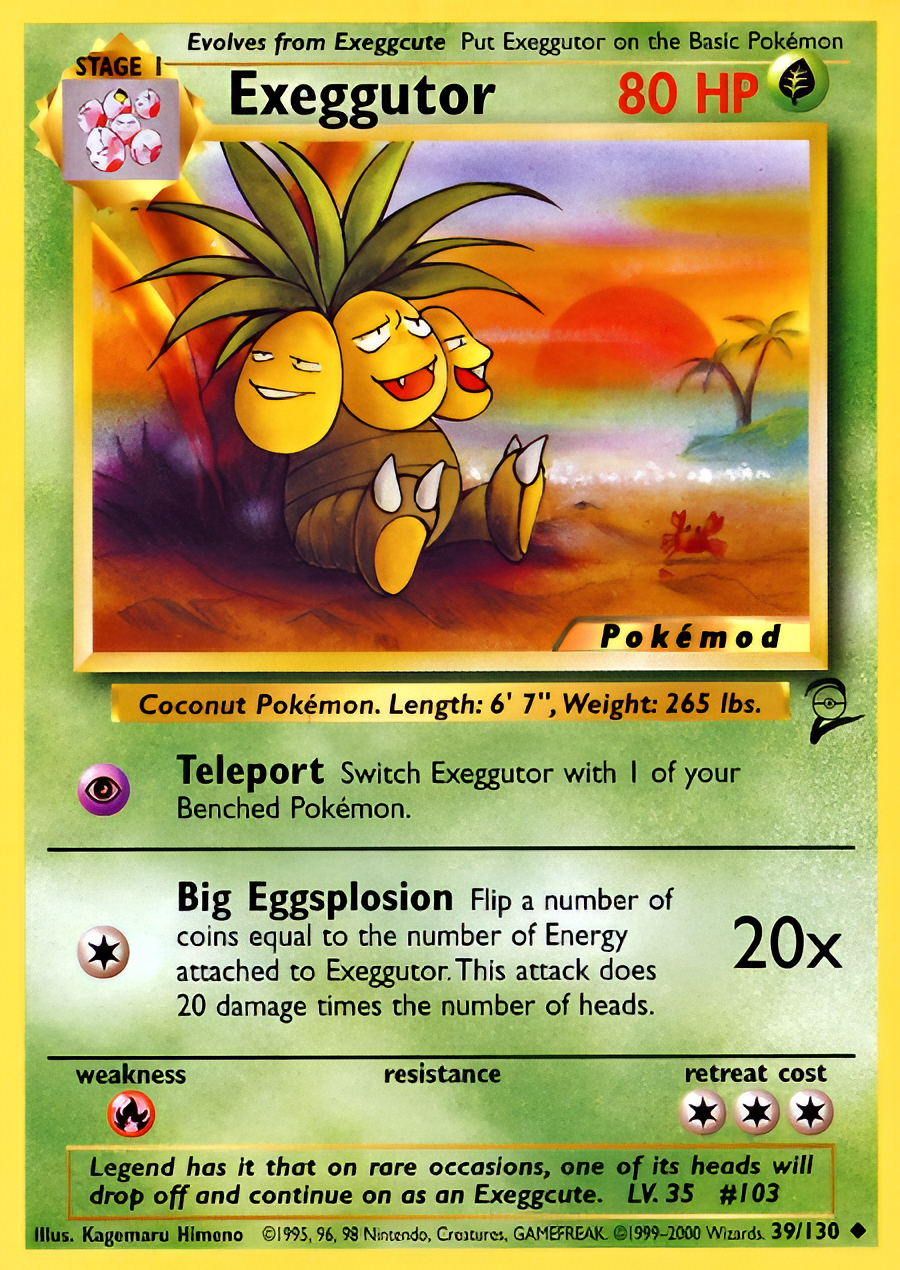 Evolves from Exeggcute Put Exeggutor on the Basic Pokémon
STAGE 1
Exeggutor 80 HP
Pokémod
Coconut Pokémon. Length: 6' 7", Weight: 265 lbs.
Teleport Switch Exeggutor with 1 of your
Benched Pokémon.
Big Eggsplosion Flip a number of
coins equal to the number of Energy
attached to Exeggutor. This attack does
20 damage times the number of heads.
20x
weakness resistance retreat cost
Legend has it that on rare occasions, one of its heads will
drop off and continue on as an Exeggcute. LV. 35 #103
Illus. Kagemaru Himeno ©1995, 96, 98 Nintendo, Creatures, GAMEFREAK. ©1999-2000 Wizards. 39/130